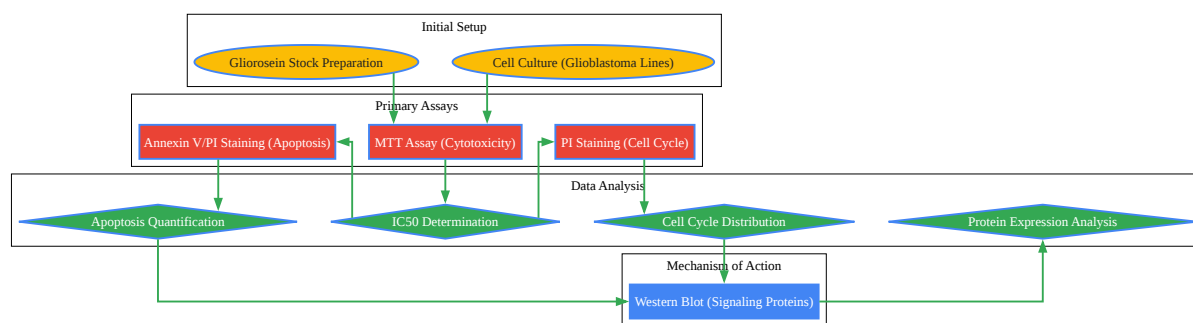 Initial Setup
Gliorosein Stock Preparation
Cell Culture (Glioblastoma Lines)
Primary Assays
Annexin V/PI Staining (Apoptosis)
MTT Assay (Cytotoxicity)
PI Staining (Cell Cycle)
Data Analysis
Apoptosis Quantification
IC50 Determination
Cell Cycle Distribution
Protein Expression Analysis
Mechanism of Action
Western Blot (Signaling Proteins)